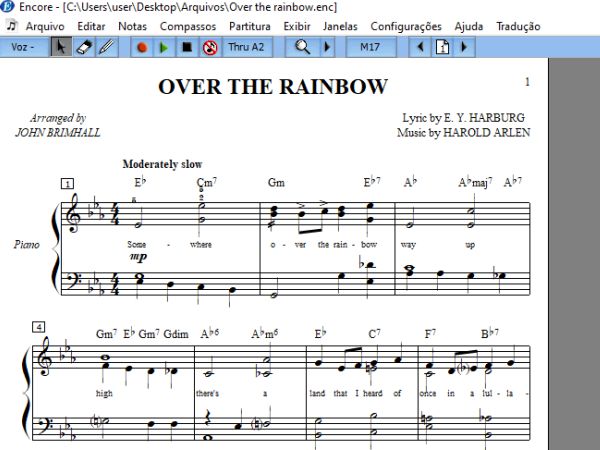 Encore - [C:\Users\user\Desktop\Arquivos\Over the rainbow.enc]
Arquivo Editar Notas Compassos Partitura Exibir Janelas Configurações Ajuda Tradução
Voz - Thru A2 M17 1
1
OVER THE RAINBOW
Arranged by
JOHN BRIMHALL
Lyric by E. Y. HARBURG
Music by HAROLD ARLEN
Moderately slow
1
E♭ Cm7 Gm E♭7 A♭ A♭maj7 A♭7
Piano
Some - where o - ver the rain - bow way up
mp
4
Gm7 E♭ Gm7 Gdim A♭6 A♭m6 E♭ C7 F7 B♭7
high there's a land that I heard of once in a lul - la -